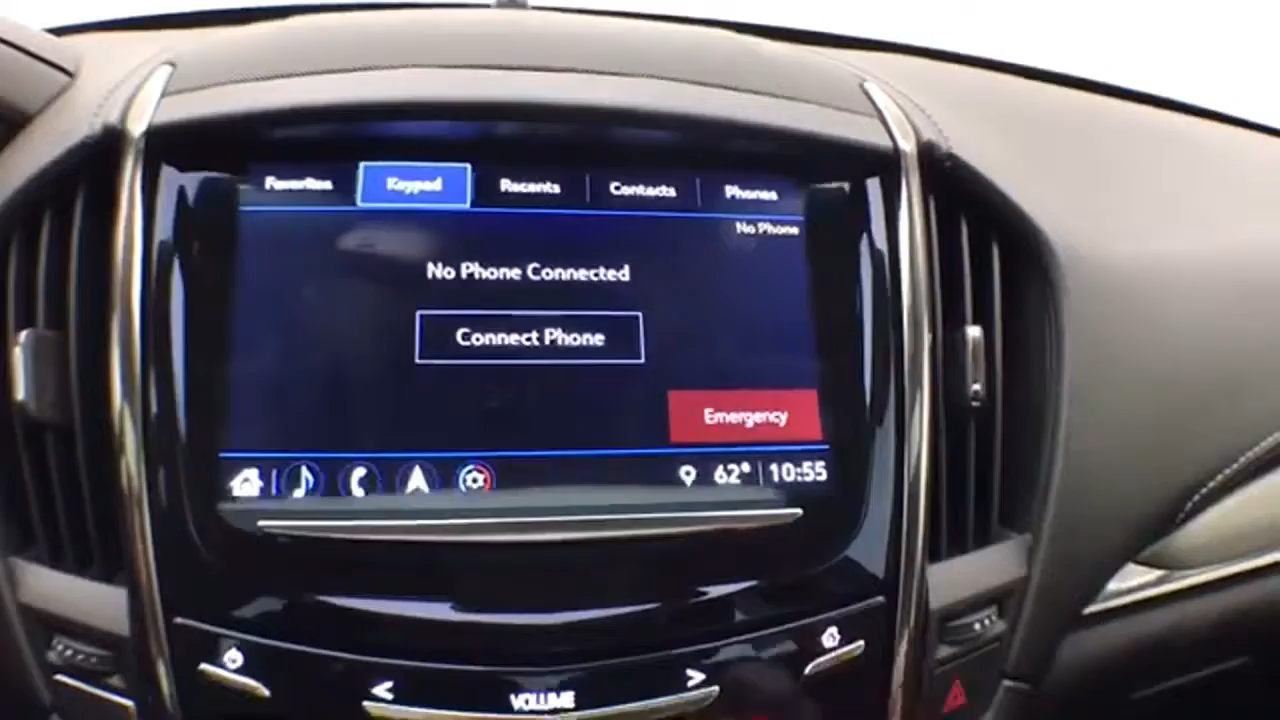 Favorites Keypad Recents Contacts Phones
No Phone
No Phone Connected
Connect Phone
Emergency
62° 10:55
< VOLUME >